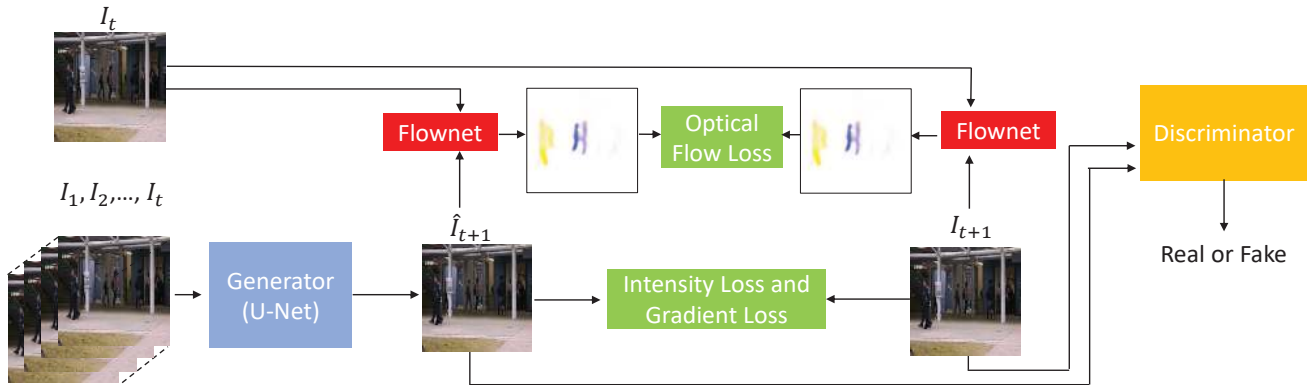 I_t
Flownet
Optical
Flow Loss
Flownet
Discriminator
I_1, I_2,..., I_t
Î_{t+1}
I_{t+1}
Real or Fake
Generator
(U-Net)
Intensity Loss and
Gradient Loss